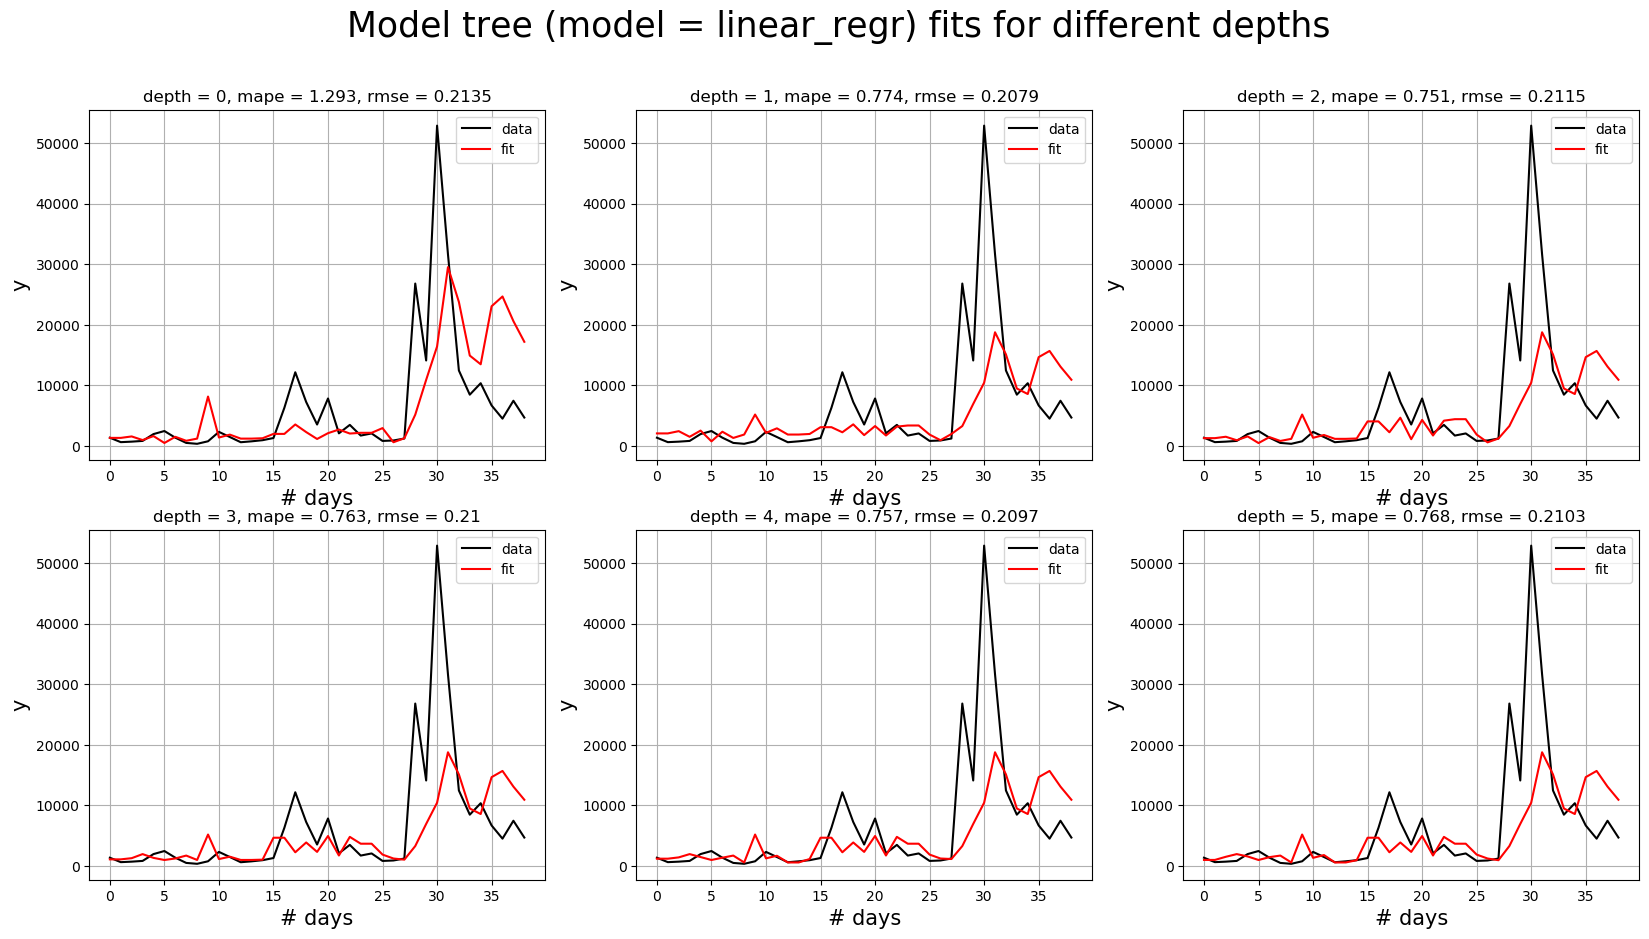 Model tree (model = linear_regr) fits for different depths
depth = 0, mape = 1.293, rmse = 0.2135
y
50000
40000
30000
20000
10000
0
data
fit
0 5 10 15 20 25 30 35
# days
depth = 1, mape = 0.774, rmse = 0.2079
y
50000
40000
30000
20000
10000
0
data
fit
0 5 10 15 20 25 30 35
# days
depth = 2, mape = 0.751, rmse = 0.2115
y
50000
40000
30000
20000
10000
0
data
fit
0 5 10 15 20 25 30 35
# days
depth = 3, mape = 0.763, rmse = 0.21
y
50000
40000
30000
20000
10000
0
data
fit
0 5 10 15 20 25 30 35
# days
depth = 4, mape = 0.757, rmse = 0.2097
y
50000
40000
30000
20000
10000
0
data
fit
0 5 10 15 20 25 30 35
# days
depth = 5, mape = 0.768, rmse = 0.2103
y
50000
40000
30000
20000
10000
0
data
fit
0 5 10 15 20 25 30 35
# days